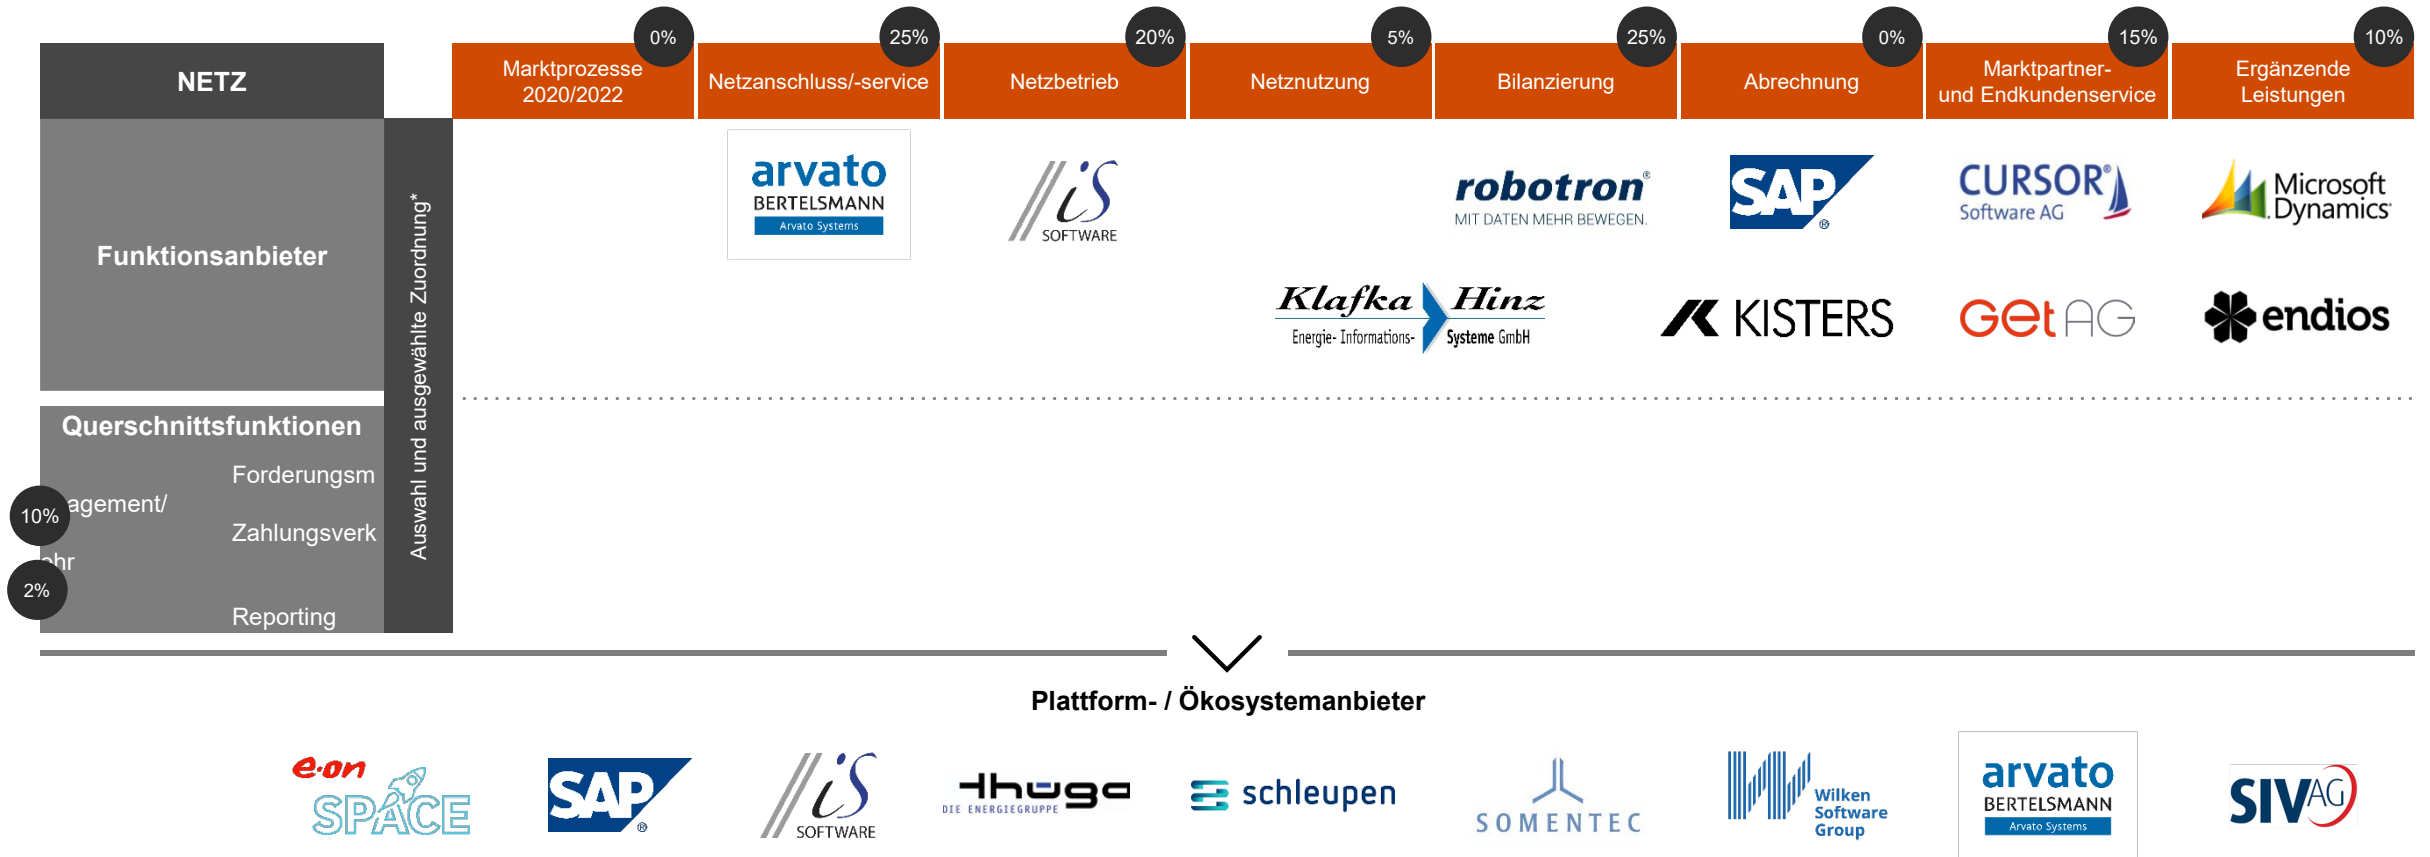 0%
25%
20%
5%
25%
0%
15%
10%
NETZ
Marktprozesse
2020/2022
Netzanschluss/-service
Netzbetrieb
Netznutzung
Bilanzierung
Abrechnung
Marktpartner-
und Endkundenservice
Ergänzende
Leistungen
Funktionsanbieter
Auswahl und ausgewählte Zuordnung*
arvato
BERTELSMANN
Arvato Systems
iS
SOFTWARE
robotron®
MIT DATEN MEHR BEWEGEN.
SAP
®
CURSOR®
Software AG
Microsoft
Dynamics
Klafka Hinz
Energie- Informations- Systeme GmbH
KISTERS
GEt AG
endios
Querschnittsfunktionen
Forderungsm
agement/
10%
Zahlungsverk
ehr
2%
Reporting
Plattform- / Ökosystemanbieter
e·on
SPACE
SAP
®
iS
SOFTWARE
thüga
DIE ENERGIEGRUPPE
schleupen
SOMENTEC
Wilken
Software
Group
arvato
BERTELSMANN
Arvato Systems
SIV AG